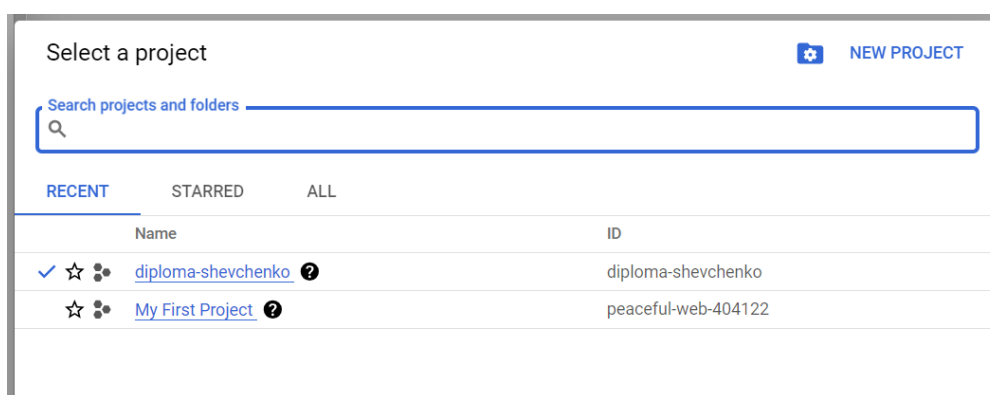 Select a project
NEW PROJECT
Search projects and folders
RECENT STARRED ALL
Name ID
diploma-shevchenko ? diploma-shevchenko
My First Project ? peaceful-web-404122